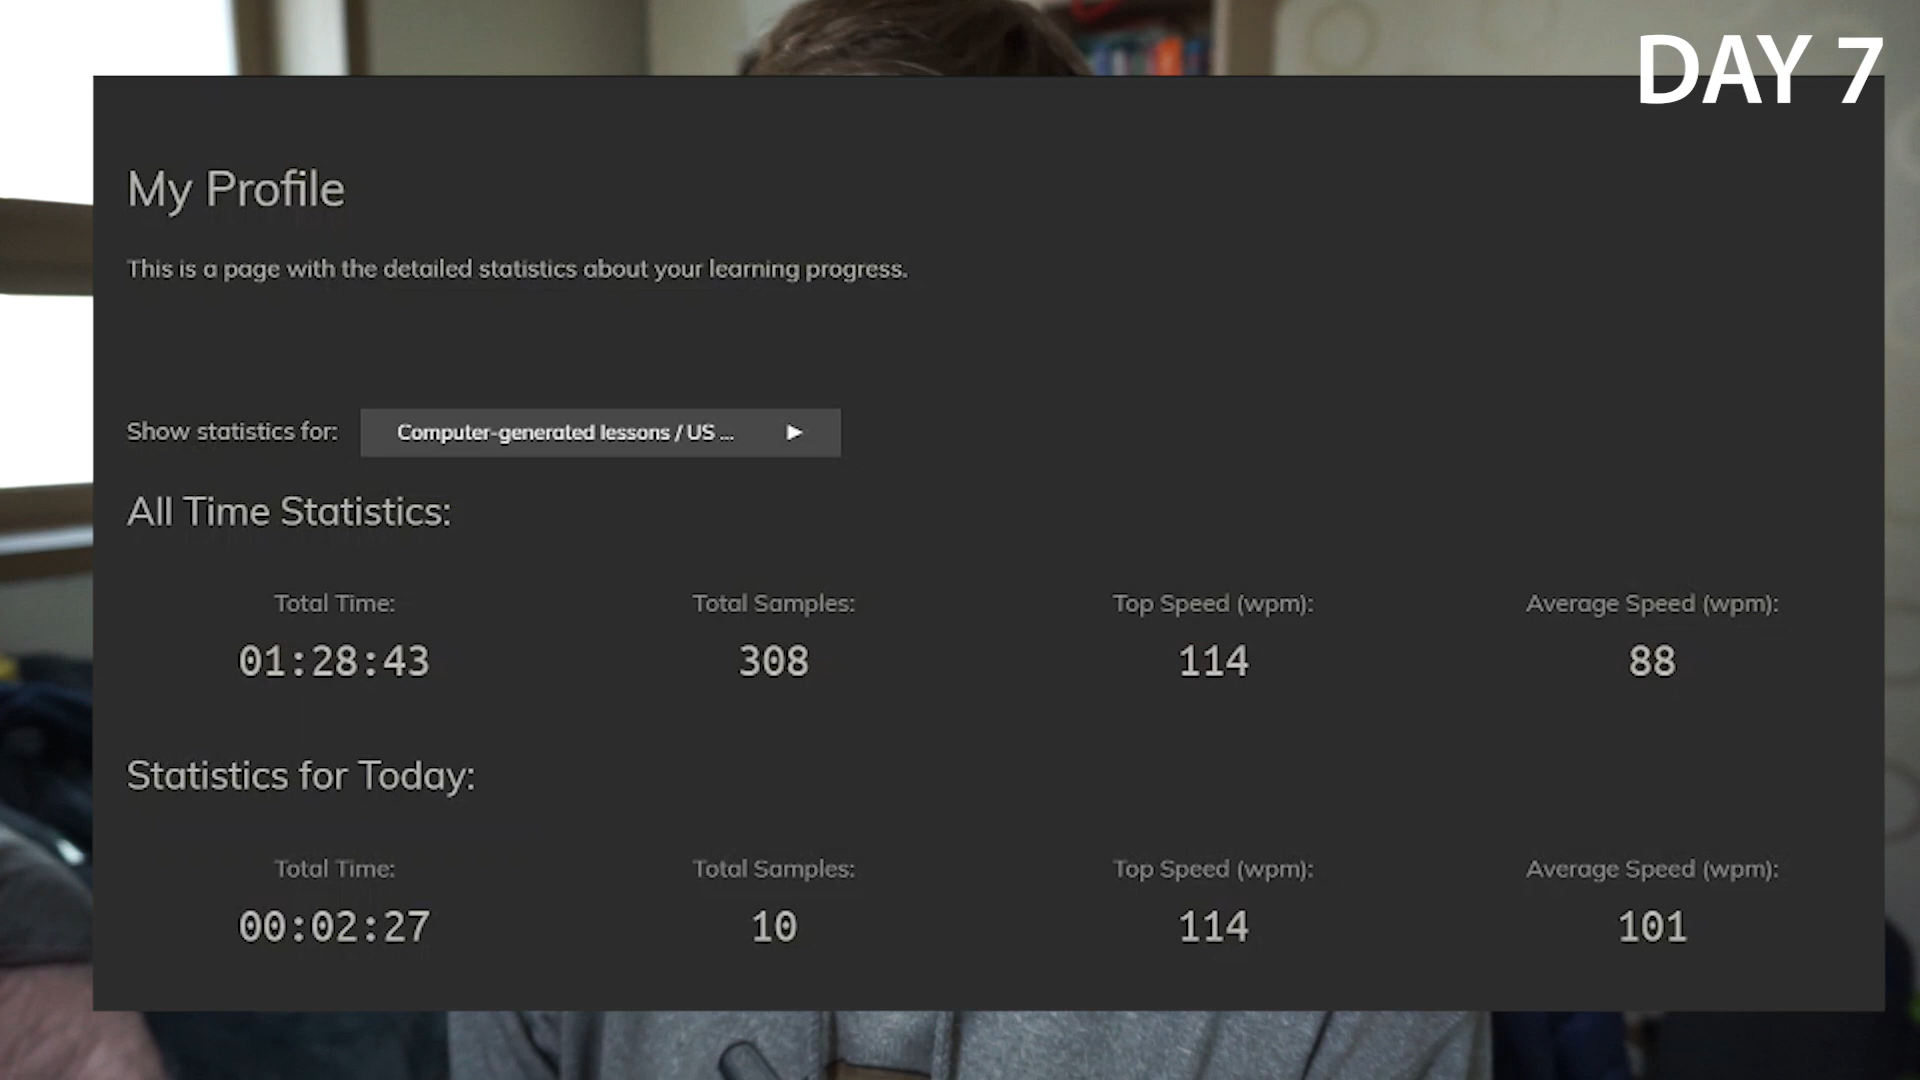 DAY 7
My Profile
This is a page with the detailed statistics about your learning progress.
Show statistics for: Computer-generated lessons / US ... ►
All Time Statistics:
Total Time: Total Samples: Top Speed (wpm): Average Speed (wpm):
01:28:43 308 114 88
Statistics for Today:
Total Time: Total Samples: Top Speed (wpm): Average Speed (wpm):
00:02:27 10 114 101